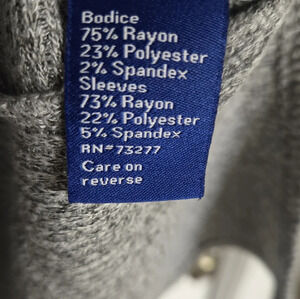 Bodice
75% Rayon
23% Polyester
2% Spandex
Sleeves
73% Rayon
22% Polyester
5% Spandex
RN#73277
Care on
reverse